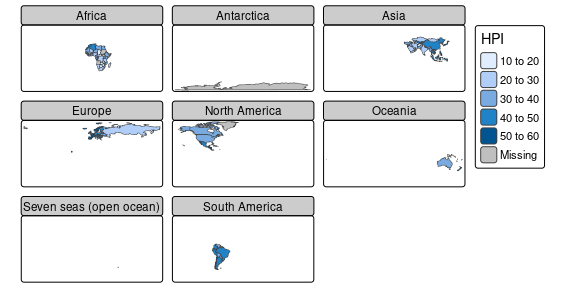 Africa
Antarctica
Asia
Europe
North America
Oceania
Seven seas (open ocean)
South America
HPI
10 to 20
20 to 30
30 to 40
40 to 50
50 to 60
Missing